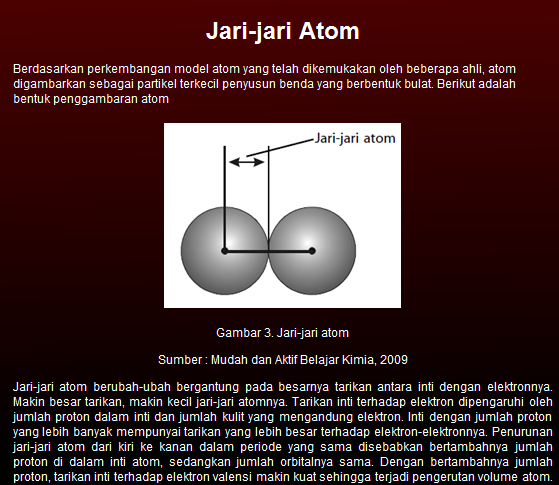 Jari-jari Atom
Berdasarkan perkembangan model atom yang telah dikemukakan oleh beberapa ahli, atom
digambarkan sebagai partikel terkecil penyusun benda yang berbentuk bulat. Berikut adalah
bentuk penggambaran atom
Jari-jari atom
Gambar 3. Jari-jari atom
Sumber : Mudah dan Aktif Belajar Kimia, 2009
Jari-jari atom berubah-ubah bergantung pada besarnya tarikan antara inti dengan elektronnya.
Makin besar tarikan, makin kecil jari-jari atomnya. Tarikan inti terhadap elektron dipengaruhi oleh
jumlah proton dalam inti dan jumlah kulit yang mengandung elektron. Inti dengan jumlah proton
yang lebih banyak mempunyai tarikan yang lebih besar terhadap elektron-elektronnya. Penurunan
jari-jari atom dari kiri ke kanan dalam periode yang sama disebabkan bertambahnya jumlah
proton di dalam inti atom, sedangkan jumlah orbitalnya sama. Dengan bertambahnya jumlah
proton, tarikan inti terhadap elektron valensi makin kuat sehingga terjadi pengerutan volume atom.